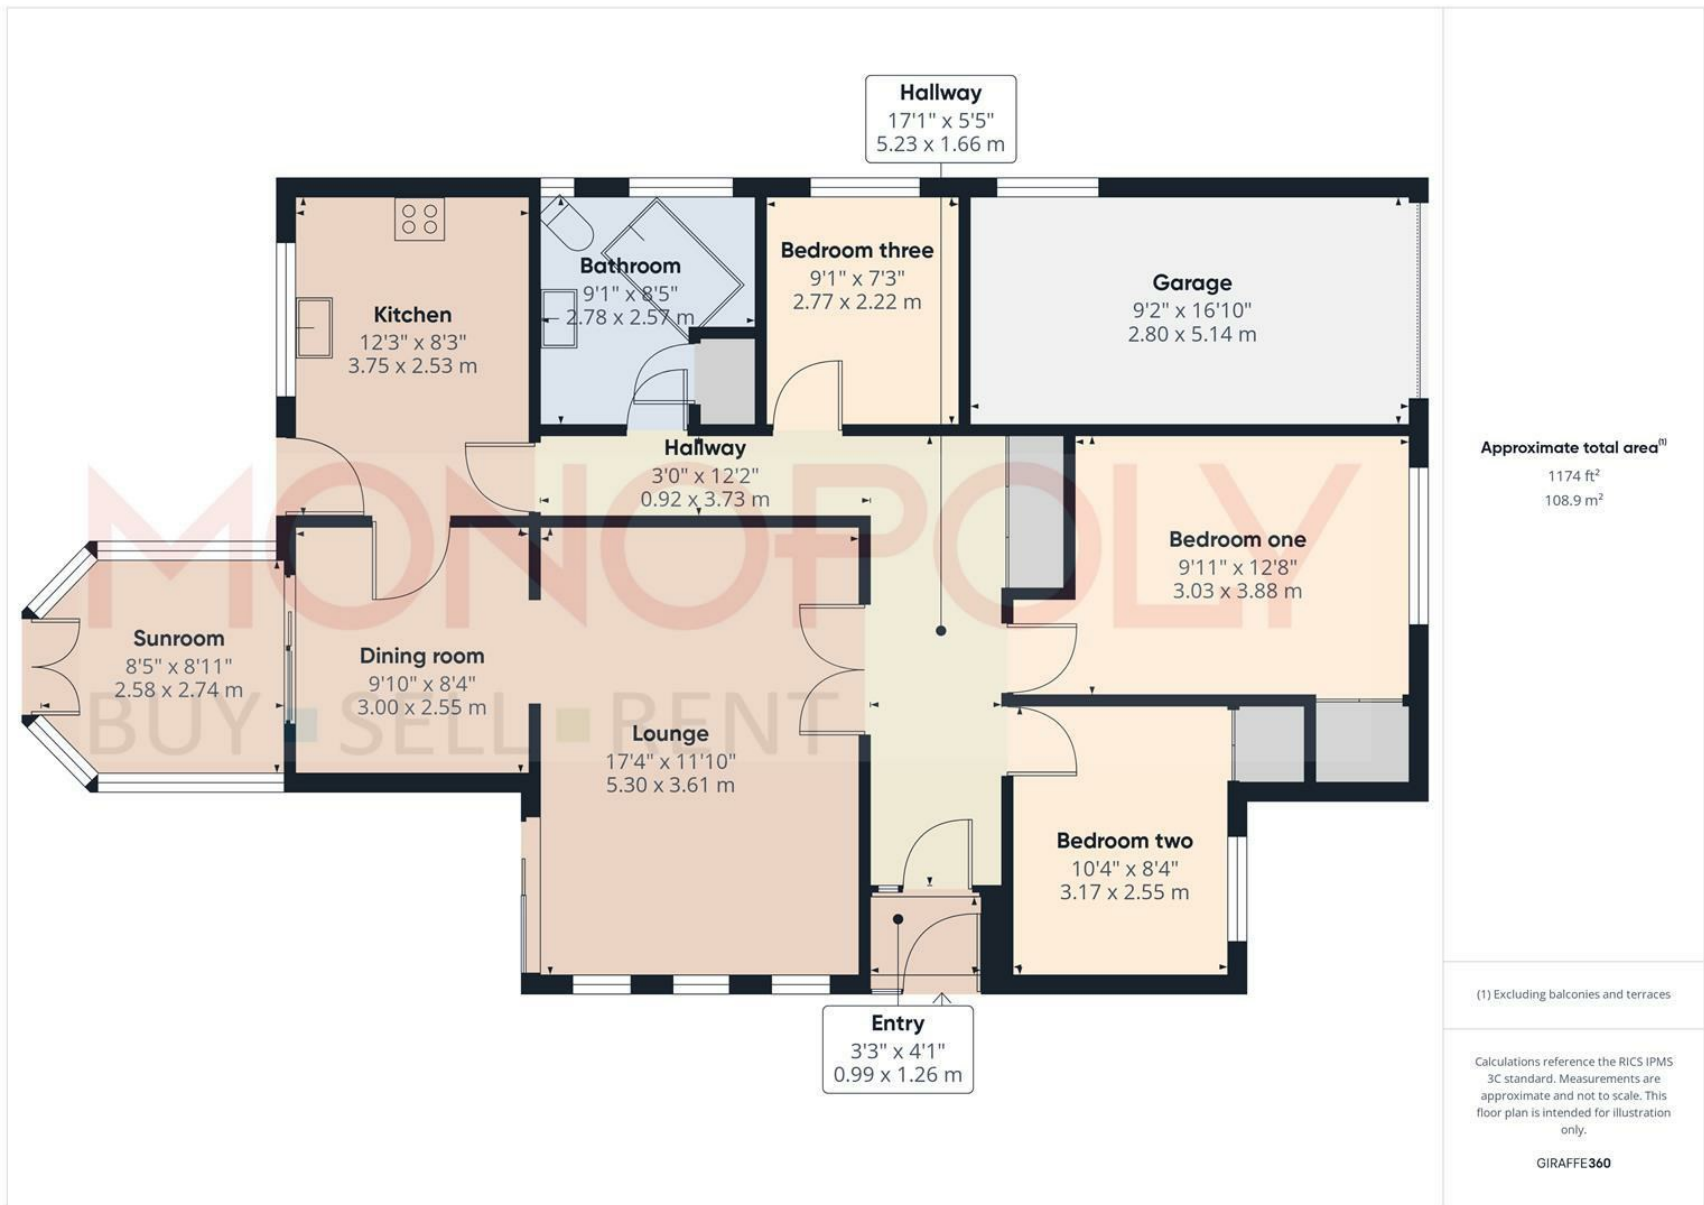 Hallway
17'1" x 5'5"
5.23 x 1.66 m
Kitchen
12'3" x 8'3"
3.75 x 2.53 m
Bathroom
9'1" x 8'5"
2.78 x 2.57 m
Bedroom three
9'1" x 7'3"
2.77 x 2.22 m
Garage
9'2" x 16'10"
2.80 x 5.14 m
Hallway
3'0" x 12'2"
0.92 x 3.73 m
MONOPOLY
BUY SELL RENT
Sunroom
8'5" x 8'11"
2.58 x 2.74 m
Dining room
9'10" x 8'4"
3.00 x 2.55 m
Lounge
17'4" x 11'10"
5.30 x 3.61 m
Bedroom one
9'11" x 12'8"
3.03 x 3.88 m
Bedroom two
10'4" x 8'4"
3.17 x 2.55 m
Entry
3'3" x 4'1"
0.99 x 1.26 m
Approximate total area(1)
1174 ft²
108.9 m²
(1) Excluding balconies and terraces
Calculations reference the RICS IPMS
3C standard. Measurements are
approximate and not to scale. This
floor plan is intended for illustration
only.
GIRAFFE360